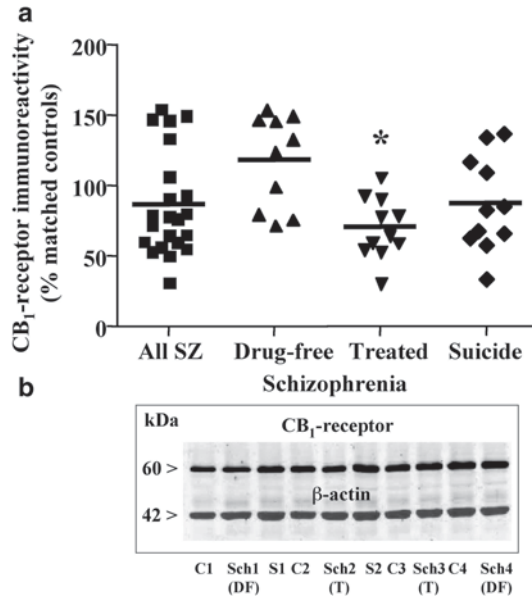 a
200
150
100
50
0
CB₁-receptor immunoreactivity
(% matched controls)
*
All SZ Drug-free Treated Suicide
Schizophrenia
b
kDa
CB₁-receptor
60 >
β-actin
42 >
C1 Sch1 S1 C2 Sch2 S2 C3 Sch3 C4 Sch4
(DF) (T) (T) (DF)